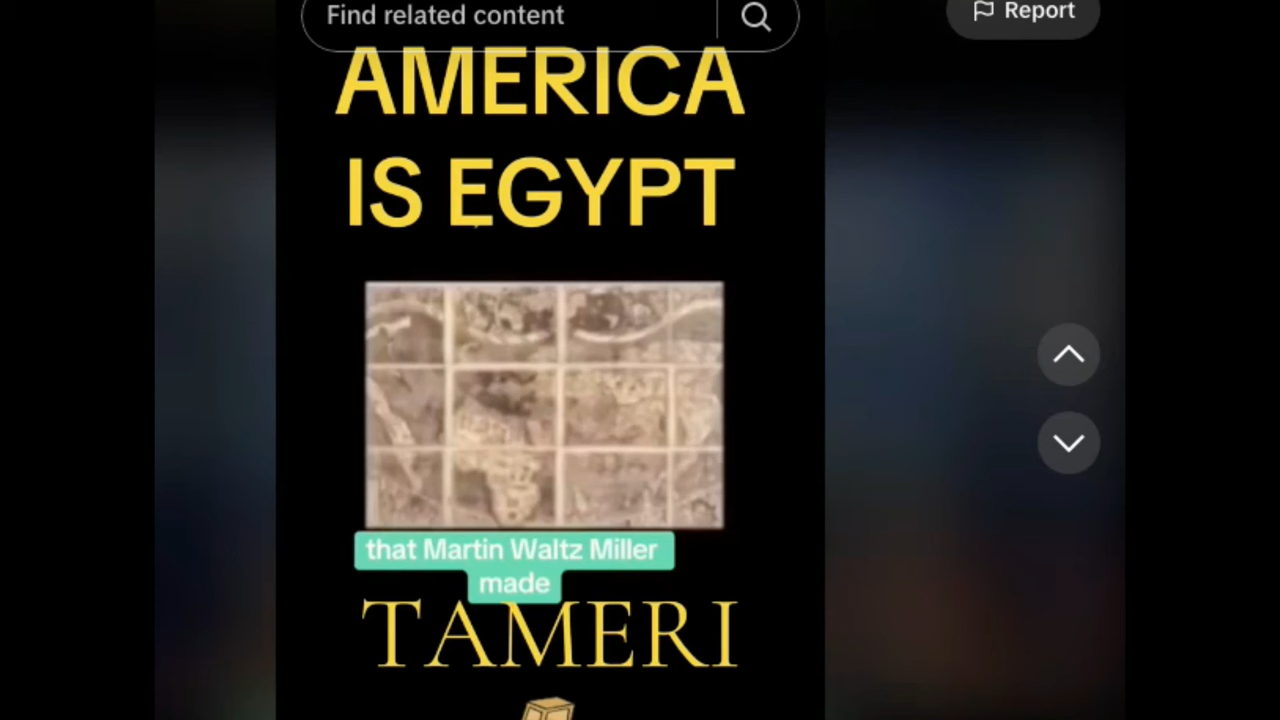 Find related content
Report
AMERICA
IS EGYPT
that Martin Waltz Miller
made
TAMERI